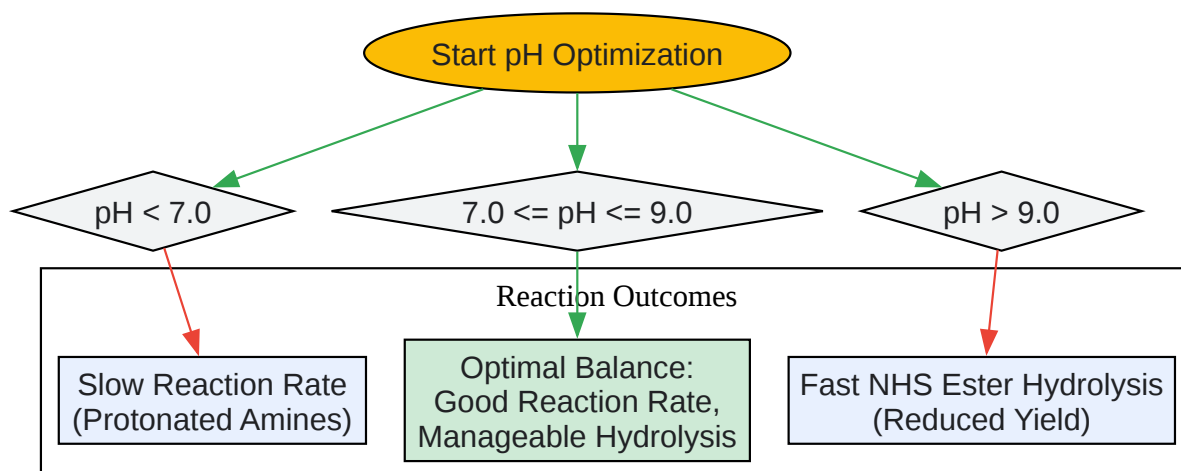 Start pH Optimization
pH < 7.0
7.0 <= pH <= 9.0
pH > 9.0
Reaction Outcomes
Slow Reaction Rate
(Protonated Amines)
Optimal Balance:
Good Reaction Rate,
Manageable Hydrolysis
Fast NHS Ester Hydrolysis
(Reduced Yield)